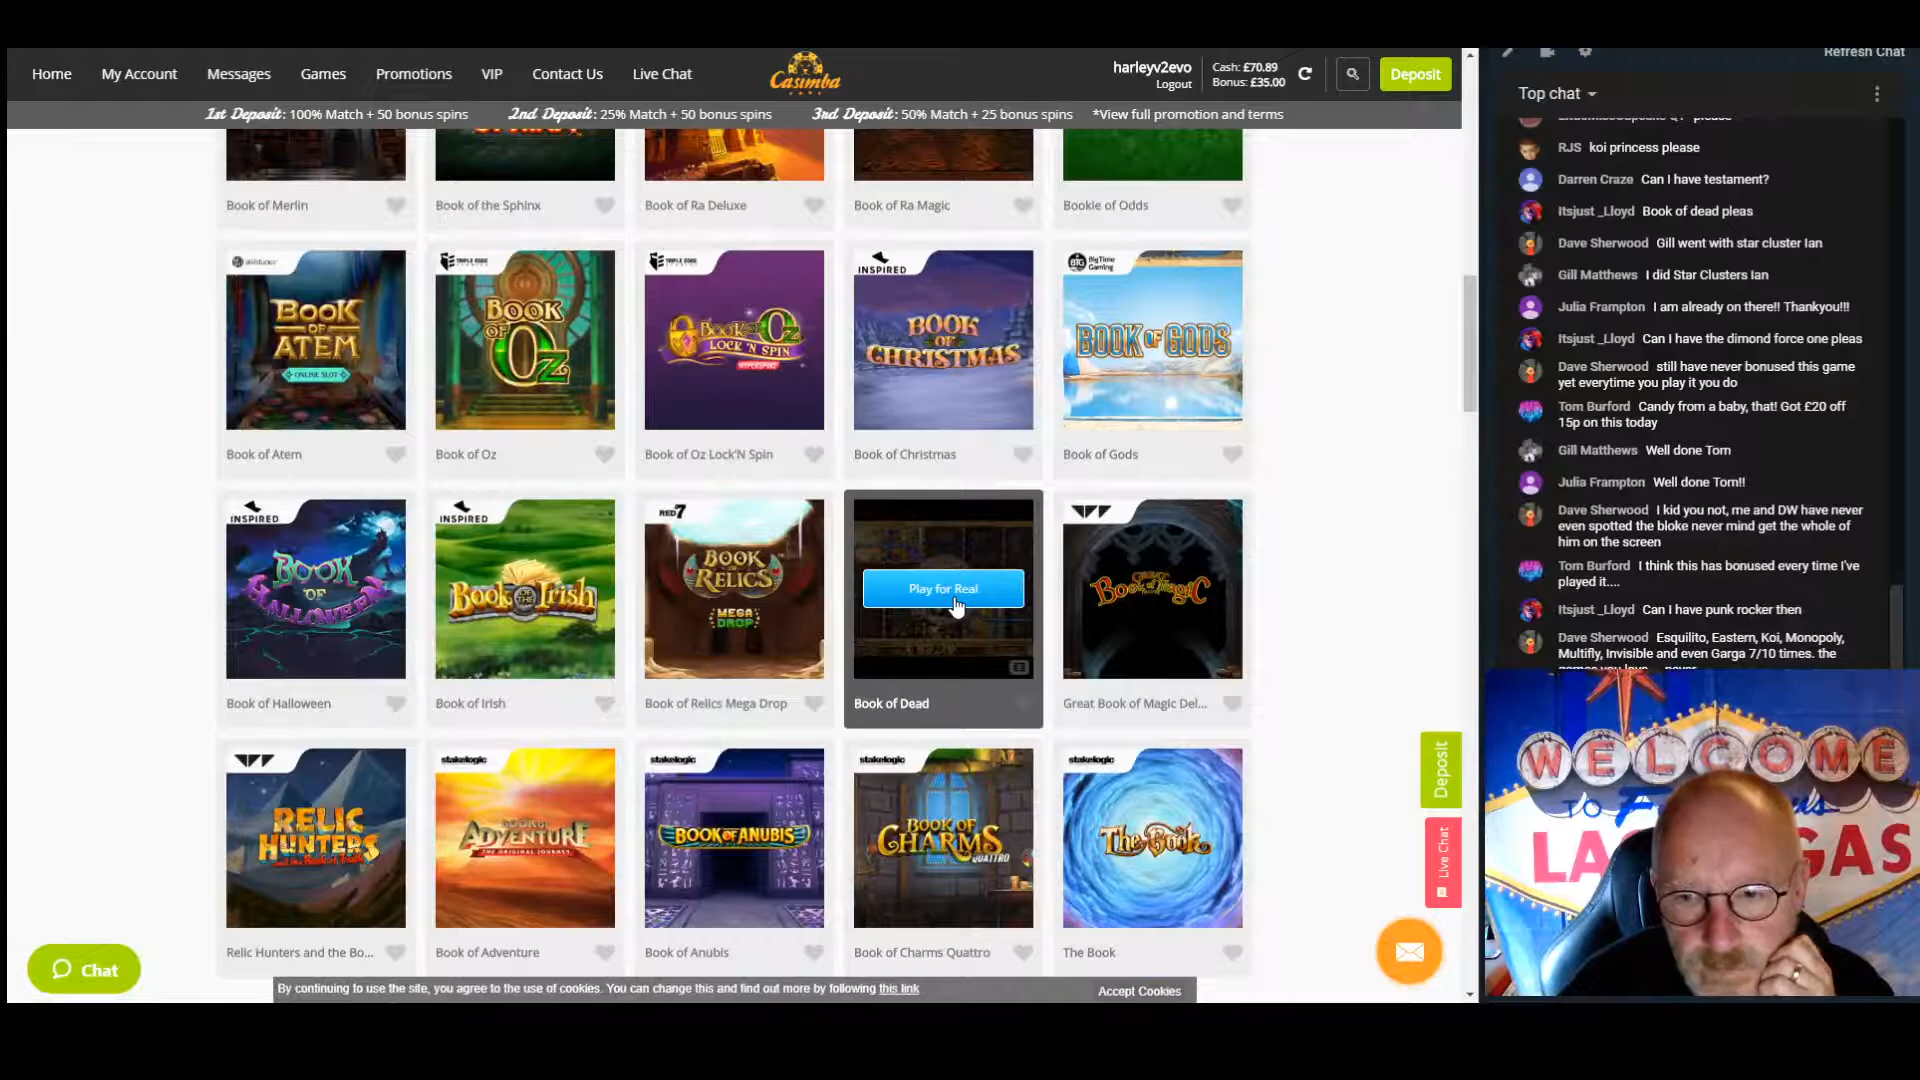 Home My Account Messages Games Promotions VIP Contact Us Live Chat
Casimba
harleyv2evo
Logout
Cash: £70.89
Bonus: £35.00
Deposit
1st Deposit: 100% Match + 50 bonus spins 2nd Deposit: 25% Match + 50 bonus spins 3rd Deposit: 50% Match + 25 bonus spins *View full promotion and terms
Book of Merlin Book of the Sphinx Book of Ra Deluxe Book of Ra Magic Bookie of Odds
INSPIRED
BIG
BigTime
Gaming
BOOK
OF
ATEM
ONLINE SLOT
BOOK
OF
OZ
BOOK OF OZ
LOCK 'N SPIN
HYPERSPINS
BOOK
OF
CHRISTMAS
BOOK OF GODS
Book of Atem Book of Oz Book of Oz Lock'N Spin Book of Christmas Book of Gods
INSPIRED
INSPIRED
RED7
BOOK
OF
HALLOWEEN
BOOK OF THE IRISH
BOOK
OF
RELICS
MEGA
DROP
Play for Real
GREAT
Book of Magic
Book of Halloween Book of Irish Book of Relics Mega Drop Book of Dead Great Book of Magic Del...
stakelogic stakelogic stakelogic stakelogic
RELIC
HUNTERS
BOOK OF
ADVENTURE
THE ORIGINAL JOURNEY
BOOK OF ANUBIS
BOOK OF
CHARMS
QUATTRO
The Book
Relic Hunters and the Bo... Book of Adventure Book of Anubis Book of Charms Quattro The Book
Deposit
Live Chat
Chat
By continuing to use the site, you agree to the use of cookies. You can change this and find out more by following this link
Accept Cookies
Refresh Chat
Top chat
please
RJS koi princess please
Darren Craze Can I have testament?
Itsjust _Lloyd Book of dead pleas
Dave Sherwood Gill went with star cluster Ian
Gill Matthews I did Star Clusters Ian
Julia Frampton I am already on there!! Thankyou!!!
Itsjust _Lloyd Can I have the dimond force one pleas
Dave Sherwood still have never bonused this game
yet everytime you play it you do
Tom Burford Candy from a baby, that! Got £20 off
15p on this today
Gill Matthews Well done Tom
Julia Frampton Well done Tom!!
Dave Sherwood I kid you not, me and DW have never
even spotted the bloke never mind get the whole of
him on the screen
Tom Burford I think this has bonused every time I've
played it....
Itsjust _Lloyd Can I have punk rocker then
Dave Sherwood Esquilito, Eastern, Koi, Monopoly,
Multifly, Invisible and even Garga 7/10 times. the
WELCOME
TO
LAS VEGAS